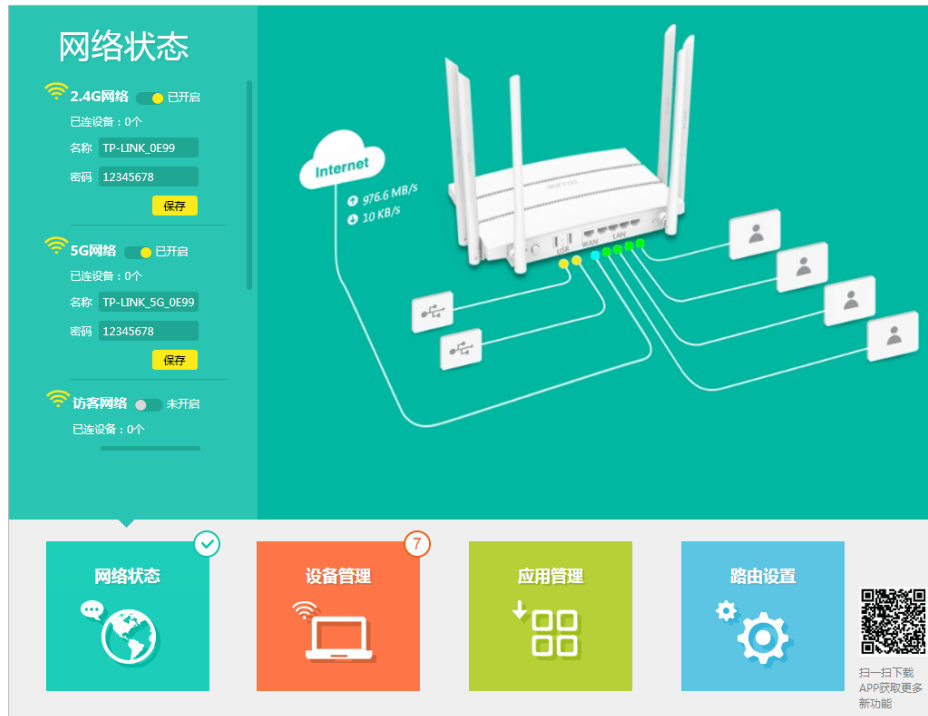 网络状态
2.4G网络 已开启
已连设备：0个
名称 TP-LINK_0E99
密码 12345678
保存
5G网络 已开启
已连设备：0个
名称 TP-LINK_5G_0E99
密码 12345678
保存
访客网络 未开启
已连设备：0个
Internet
976.6 MB/s
10 KB/s
USB WAN LAN
网络状态
7
设备管理
应用管理
路由设置
扫一扫下载
APP获取更多
新功能